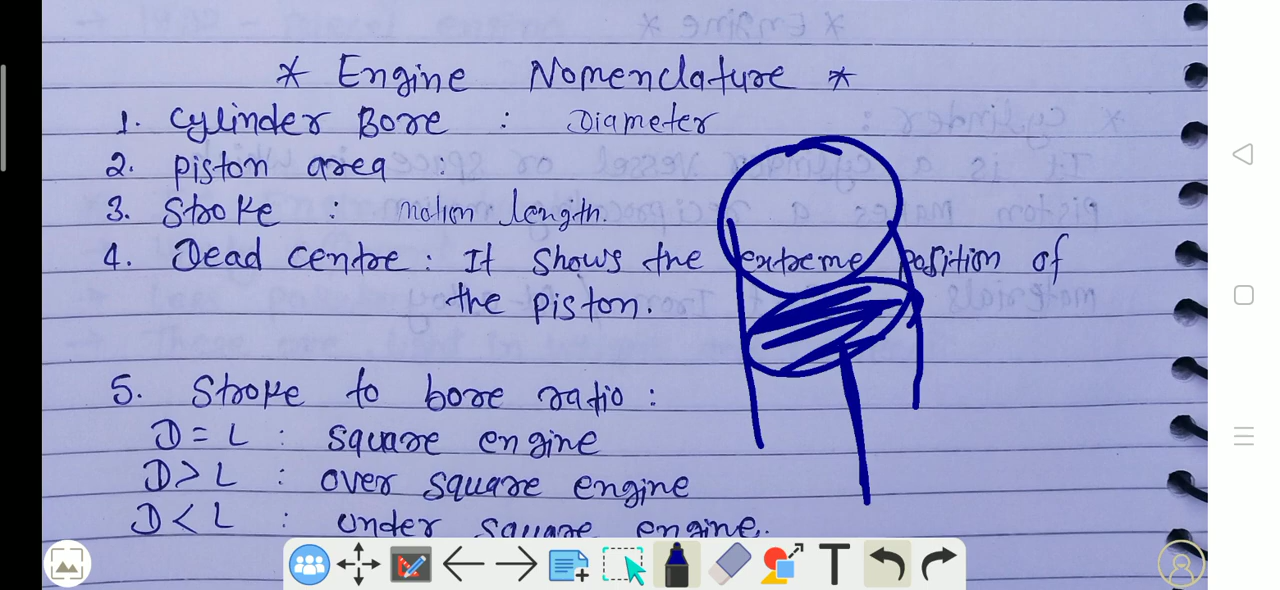 * Engine Nomenclature *
1. Cylinder Bore : Diameter
2. Piston area :
3. Stroke : motion length.
4. Dead centre : It shows the extreme position of
the piston.
5. Stroke to bore ratio :
D = L : square engine
D > L : over square engine
D < L : under square engine.
T